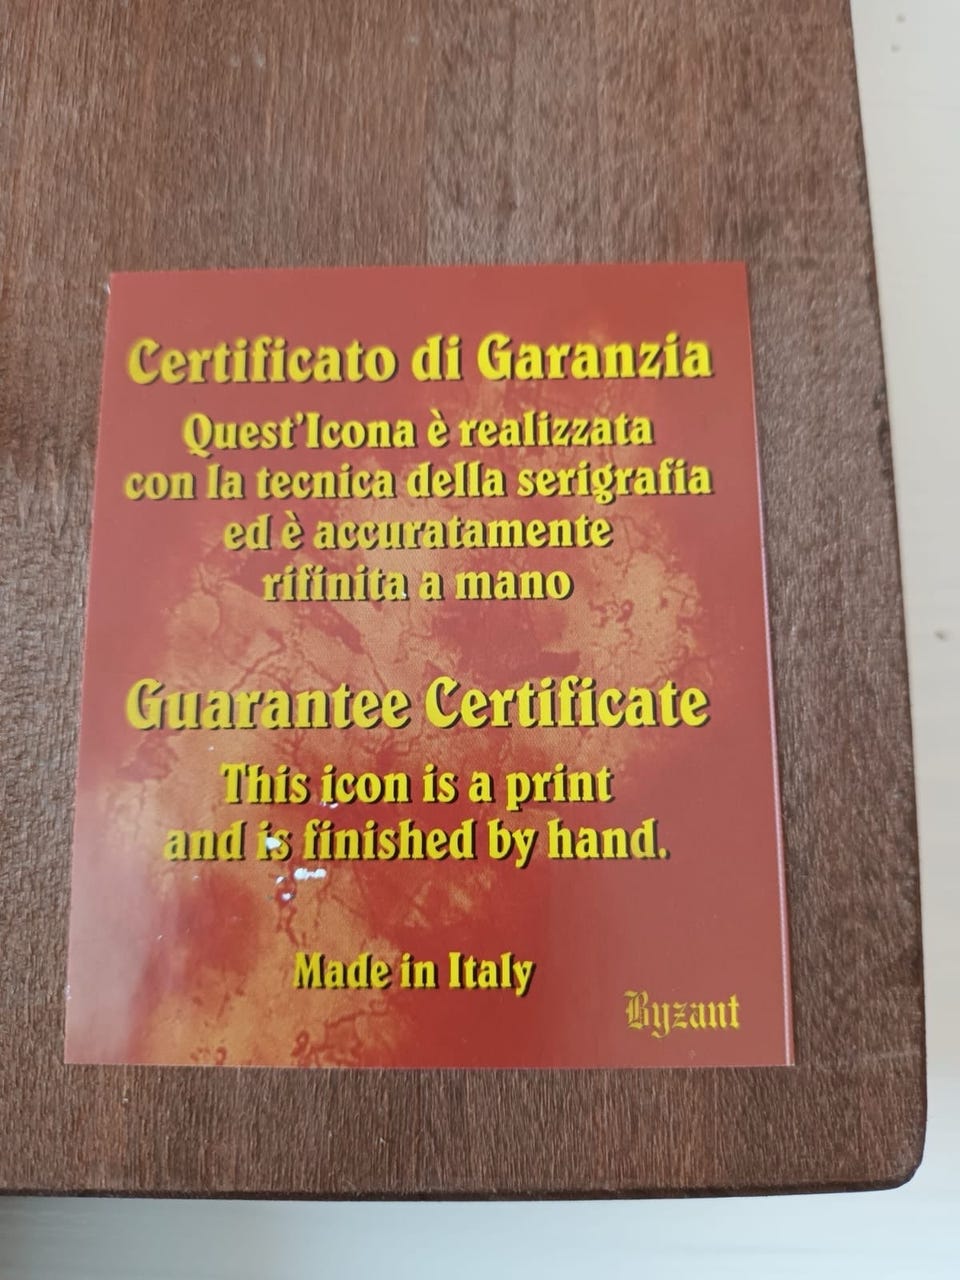 Certificato di Garanzia
Quest'Icona è realizzata
con la tecnica della serigrafia
ed è accuratamente
rifinita a mano
Guarantee Certificate
This icon is a print
and is finished by hand.
Made in Italy
Byzant